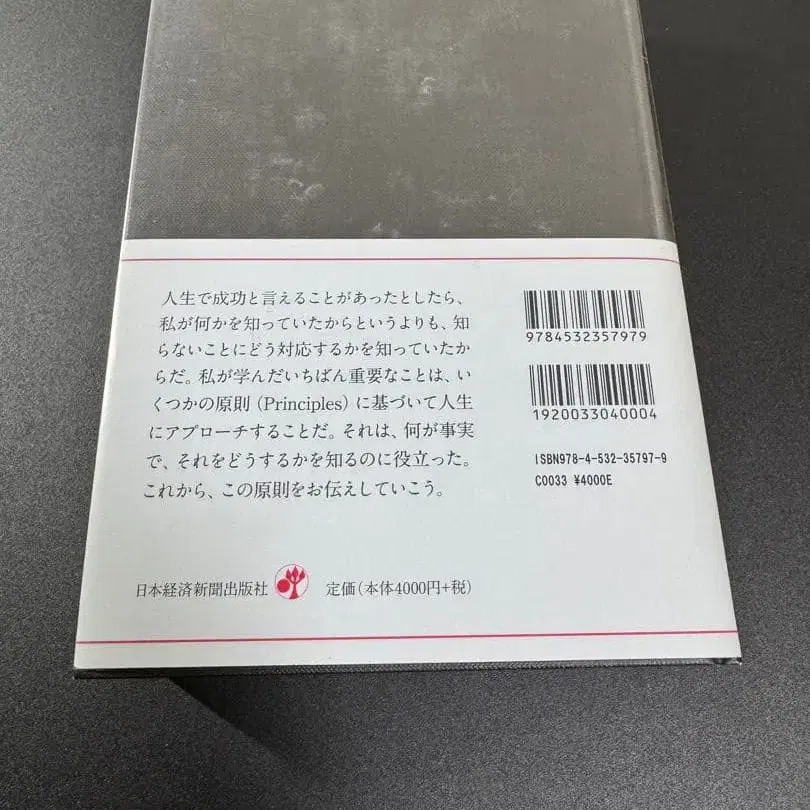 人生で成功と言えることがあったとしたら、
私が何かを知っていたからというよりも、知
らないことにどう対応するかを知っていたか
らだ。私が学んだいちばん重要なことは、い
くつかの原則（Principles）に基づいて人生
にアプローチすることだ。それは、何が事実
で、それをどうするかを知るのに役立った。
これから、この原則をお伝えしていこう。
9784532357979
1920033040004
ISBN978-4-532-35797-9
C0033 ¥4000E
日本経済新聞出版社
定価（本体4000円+税）